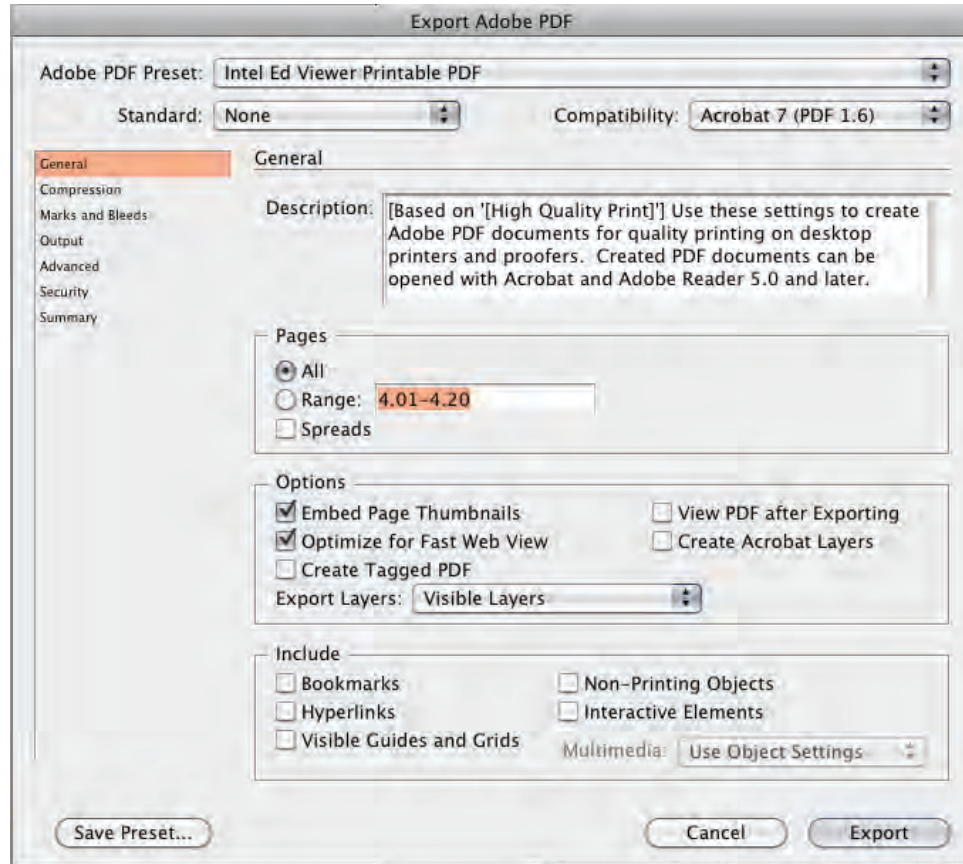 Export Adobe PDF
Adobe PDF Preset: Intel Ed Viewer Printable PDF
Standard: None Compatibility: Acrobat 7 (PDF 1.6)
General
Compression
Marks and Bleeds
Output
Advanced
Security
Summary
General
Description: [Based on '[High Quality Print]'] Use these settings to create
Adobe PDF documents for quality printing on desktop
printers and proofers.  Created PDF documents can be
opened with Acrobat and Adobe Reader 5.0 and later.
Pages
All
Range: 4.01-4.20
Spreads
Options
Embed Page Thumbnails View PDF after Exporting
Optimize for Fast Web View Create Acrobat Layers
Create Tagged PDF
Export Layers: Visible Layers
Include
Bookmarks Non-Printing Objects
Hyperlinks Interactive Elements
Visible Guides and Grids Multimedia: Use Object Settings
Save Preset... Cancel Export